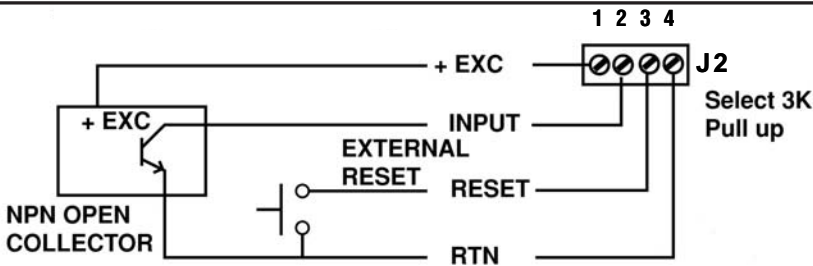 1 2 3 4
+ EXC
J2
Select 3K
Pull up
+ EXC
INPUT
EXTERNAL
RESET
RESET
NPN OPEN
COLLECTOR
RTN